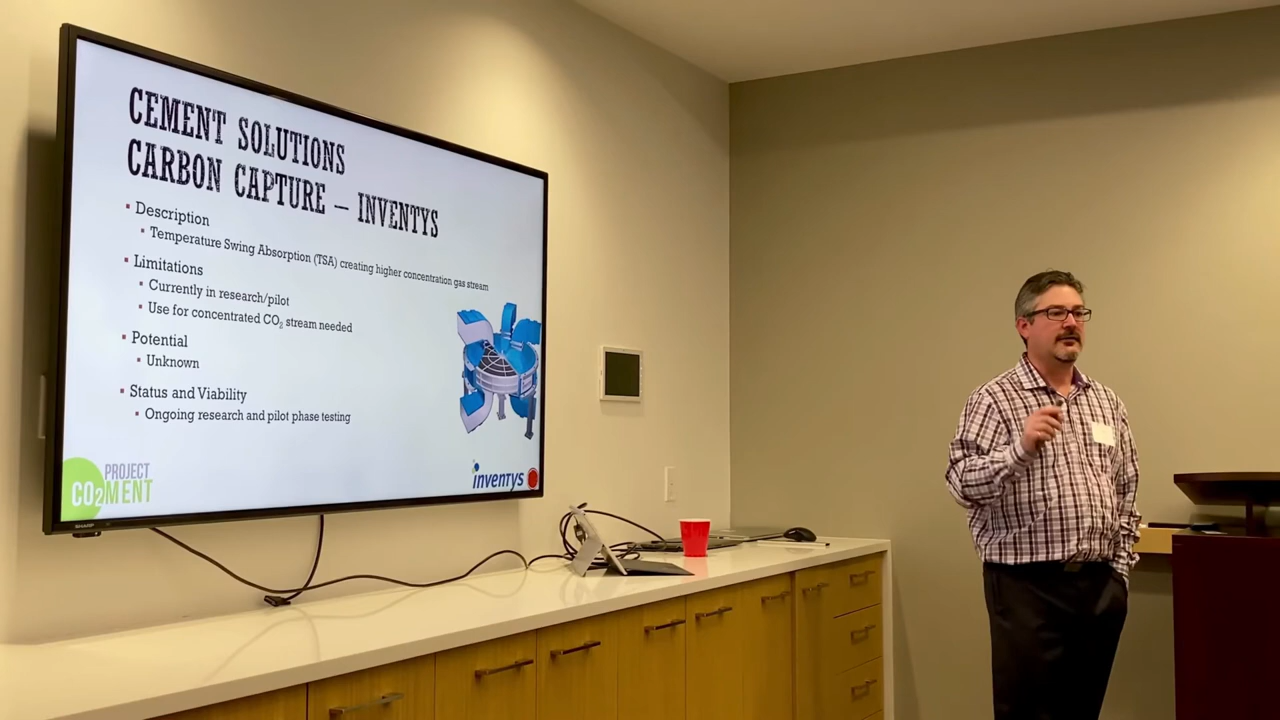 CEMENT SOLUTIONS
CARBON CAPTURE – INVENTYS
▪ Description
▪ Temperature Swing Absorption (TSA) creating higher concentration gas stream
▪ Limitations
▪ Currently in research/pilot
▪ Use for concentrated CO₂ stream needed
▪ Potential
▪ Unknown
▪ Status and Viability
▪ Ongoing research and pilot phase testing
PROJECT
CO₂MENT
inventys
SHARP